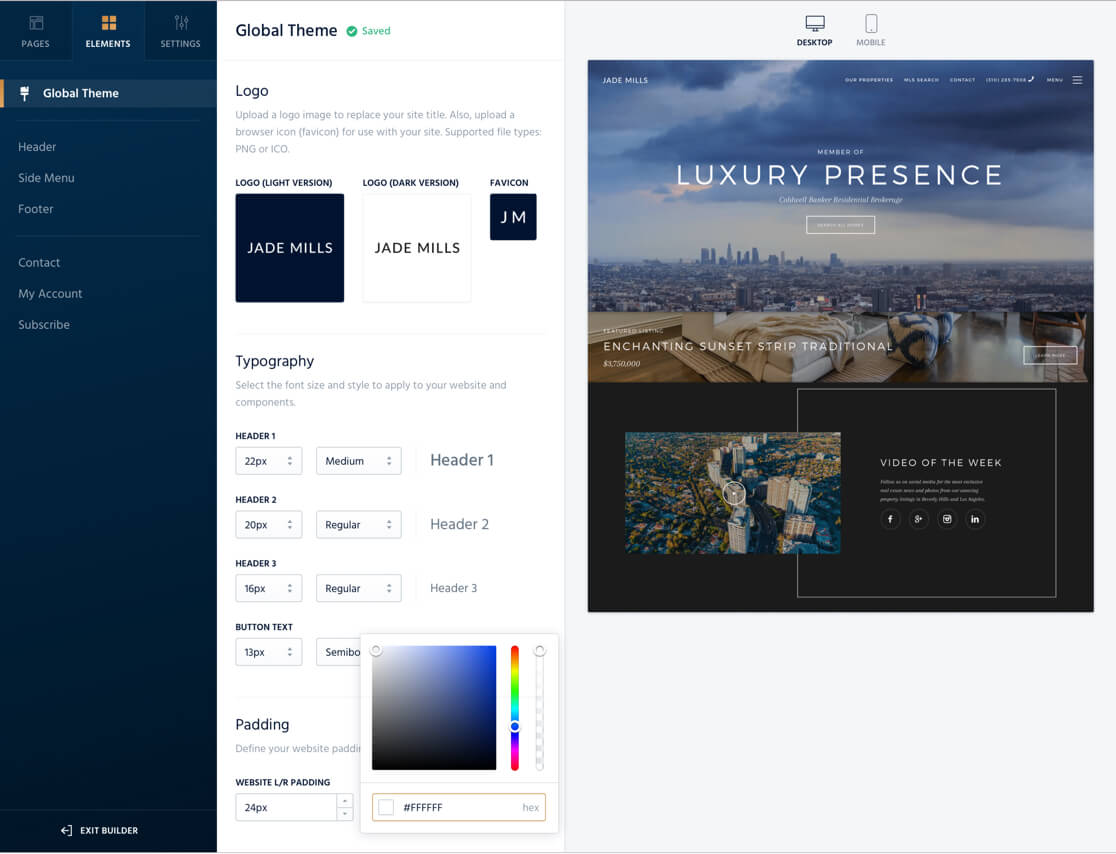 PAGES
ELEMENTS
SETTINGS
Global Theme
Header
Side Menu
Footer
Contact
My Account
Subscribe
EXIT BUILDER
Global Theme
Saved
Logo
Upload a logo image to replace your site title. Also, upload a
browser icon (favicon) for use with your site. Supported file types:
PNG or ICO.
LOGO (LIGHT VERSION)
LOGO (DARK VERSION)
FAVICON
JADE MILLS
JADE MILLS
J M
Typography
Select the font size and style to apply to your website and
components.
HEADER 1
22px
Medium
Header 1
HEADER 2
20px
Regular
Header 2
HEADER 3
16px
Regular
Header 3
BUTTON TEXT
13px
Semibo
Padding
Define your website paddi
WEBSITE L/R PADDING
24px
#FFFFFF
hex
DESKTOP
MOBILE
JADE MILLS
OUR PROPERTIES
MLS SEARCH
CONTACT
MENU
MEMBER OF
LUXURY PRESENCE
Coldwell Banker Residential Brokerage
SEARCH ALL HOMES
FEATURED LISTING
ENCHANTING SUNSET STRIP TRADITIONAL
$3,750,000
LEARN MORE
VIDEO OF THE WEEK
Follow us on social media for the most exclusive
real estate news and photos from our amazing
property listings in Beverly Hills and Los Angeles.